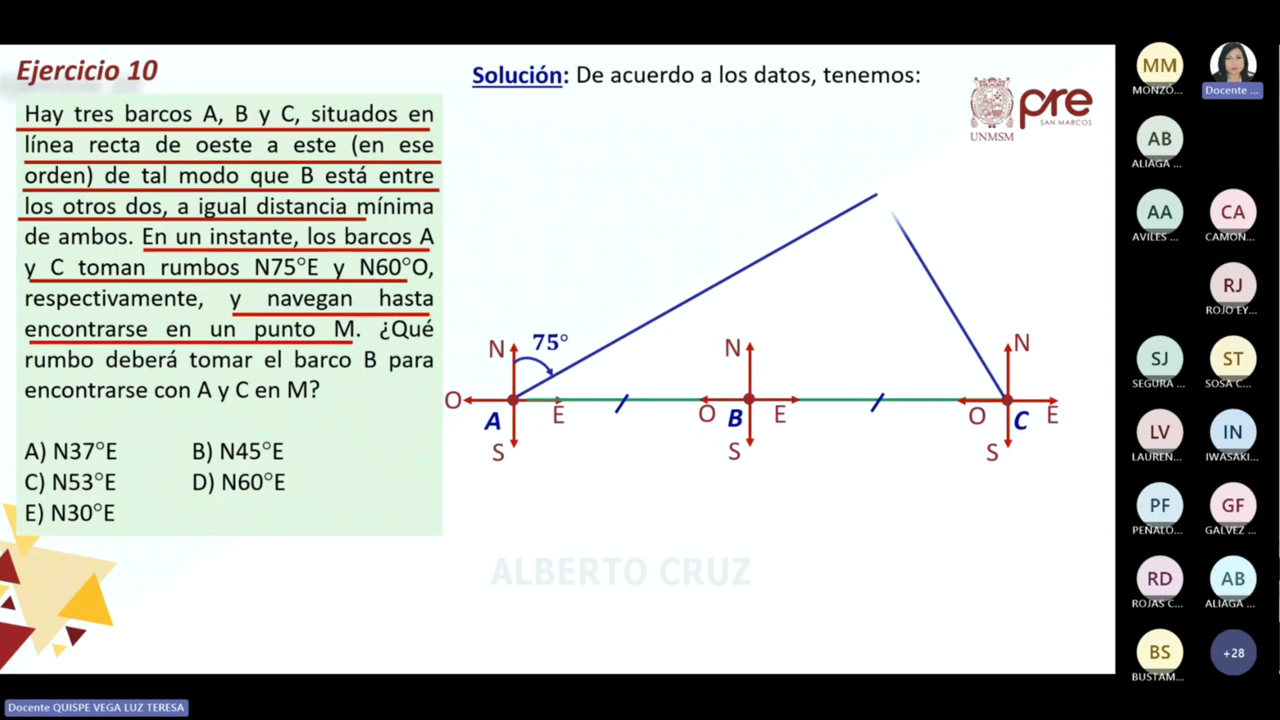 Ejercicio 10
Hay tres barcos A, B y C, situados en
línea recta de oeste a este (en ese
orden) de tal modo que B está entre
los otros dos, a igual distancia mínima
de ambos. En un instante, los barcos A
y C toman rumbos N75°E y N60°O,
respectivamente, y navegan hasta
encontrarse en un punto M. ¿Qué
rumbo deberá tomar el barco B para
encontrarse con A y C en M?
A) N37°E B) N45°E
C) N53°E D) N60°E
E) N30°E
Solución: De acuerdo a los datos, tenemos:
UNMSM
pre
SAN MARCOS
N 75° N N
O A E O B E O C E
S S S
ALBERTO CRUZ
MM
MONZÓ...
Docente ...
AB
ALIAGA ...
AA
AVILES ...
CA
CAMON...
RJ
ROJO EY...
SJ
SEGURA ...
ST
SOSA C...
LV
LAUREN...
IN
IWASAKI...
PF
PEÑALO...
GF
GALVEZ ...
RD
ROJAS C...
AB
ALIAGA ...
BS
BUSTAM...
+28
Docente QUISPE VEGA LUZ TERESA